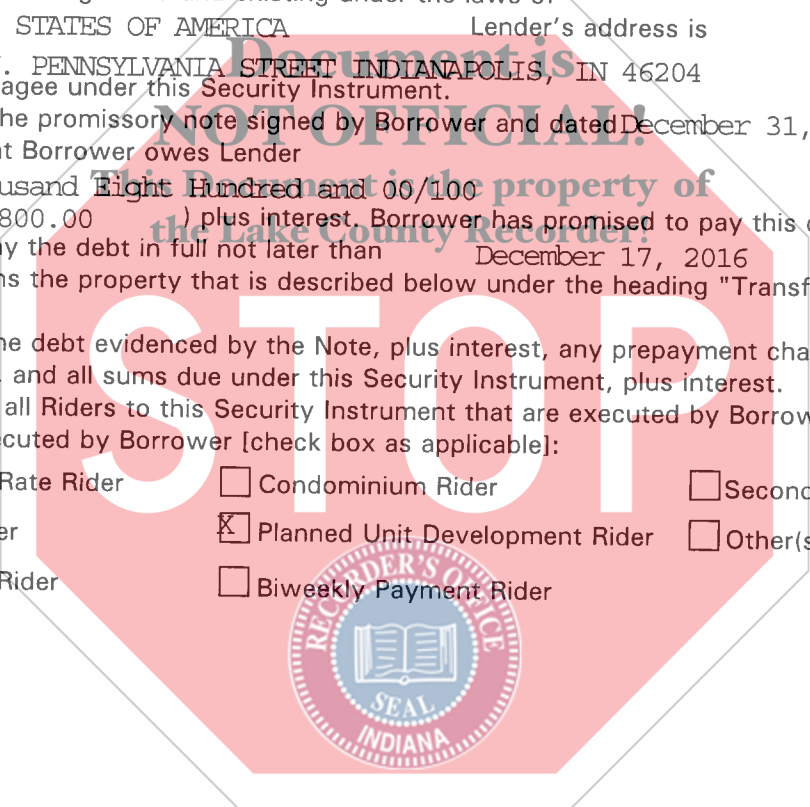 STATES OF AMERICA Lender's address is
PENNSYLVANIA STREET INDIANAPOLIS, IN 46204
agee under this Security Instrument.
he promissory note signed by Borrower and dated December 31,
t Borrower owes Lender
usand Eight Hundred and 00/100
800.00 ) plus interest. Borrower has promised to pay this
y the debt in full not later than December 17, 2016
ns the property that is described below under the heading "Transf
he debt evidenced by the Note, plus interest, any prepayment cha
, and all sums due under this Security Instrument, plus interest.
all Riders to this Security Instrument that are executed by Borrow
cuted by Borrower [check box as applicable]:
Rate Rider Condominium Rider Second
er X Planned Unit Development Rider Other(s
Rider Biweekly Payment Rider
Document is
NOT OFFICIAL!
This Document is the property of
the Lake County Recorder!
STOP
RECORDER'S OFFICE
SEAL
INDIANA